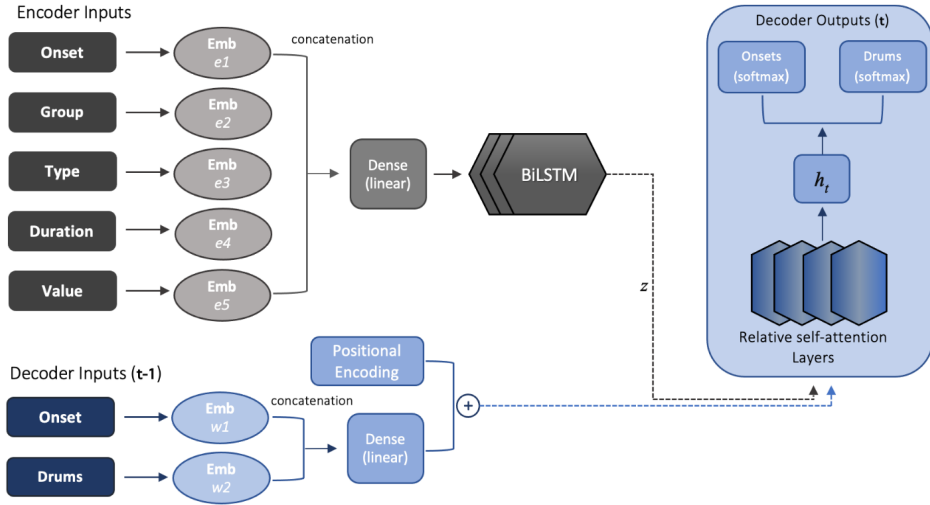 Encoder Inputs
Onset
Emb
e1
concatenation
Group
Emb
e2
Type
Emb
e3
Duration
Emb
e4
Value
Emb
e5
Dense
(linear)
BiLSTM
z
Decoder Inputs (t-1)
Onset
Emb
w1
concatenation
Drums
Emb
w2
Positional
Encoding
Dense
(linear)
+
Decoder Outputs (t)
Onsets
(softmax)
Drums
(softmax)
h_t
Relative self-attention
Layers